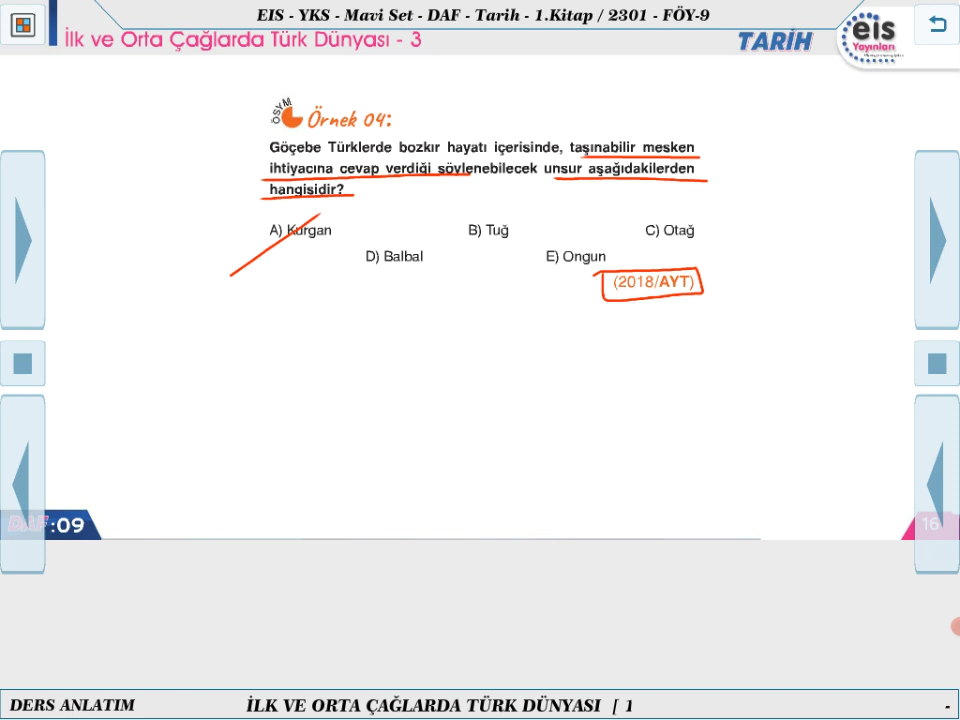 EIS - YKS - Mavi Set - DAF - Tarih - 1.Kitap / 2301 - FÖY-9
İlk ve Orta Çağlarda Türk Dünyası - 3
TARİH
eis
Yayınları
ÖSYM
Örnek 04:
Göçebe Türklerde bozkır hayatı içerisinde, taşınabilir mesken
ihtiyacına cevap verdiği söylenebilecek unsur aşağıdakilerden
hangisidir?
A) Kurgan B) Tuğ C) Otağ
D) Balbal E) Ongun
(2018/AYT)
DAF:09
16
DERS ANLATIM İLK VE ORTA ÇAĞLARDA TÜRK DÜNYASI [ 1 -